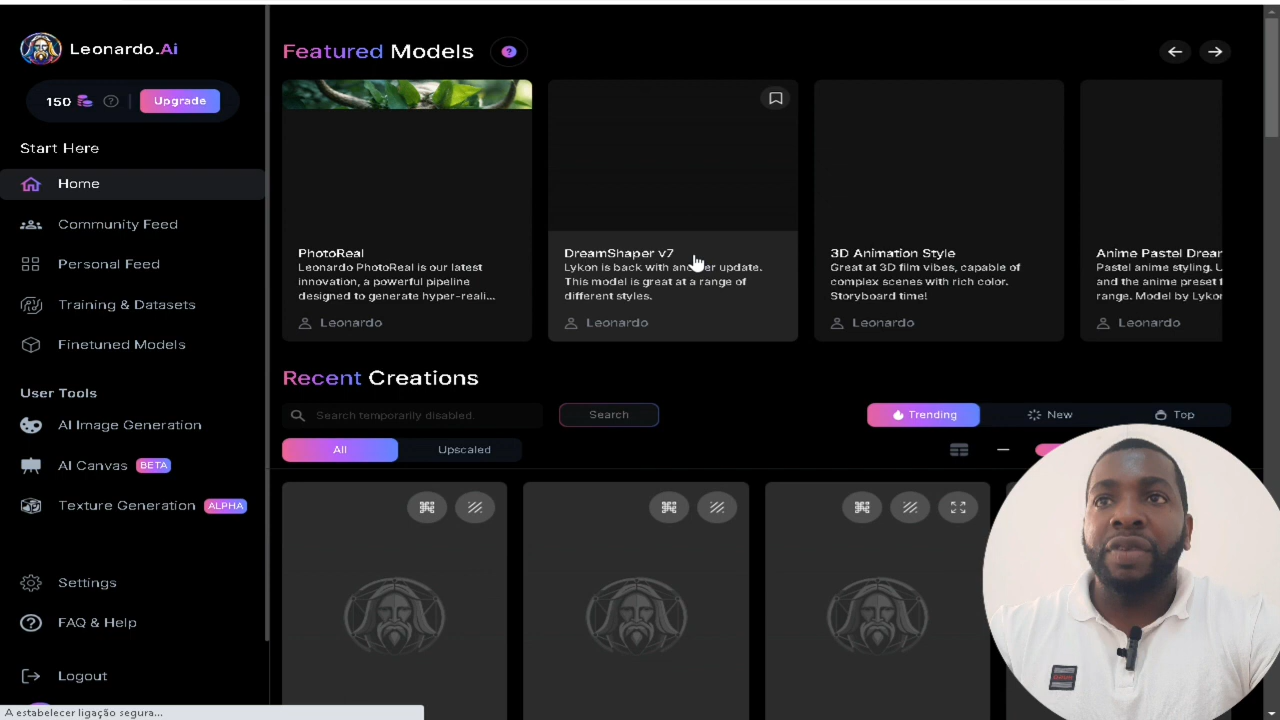 Leonardo.Ai
150
Upgrade
Start Here
Home
Community Feed
Personal Feed
Training & Datasets
Finetuned Models
User Tools
AI Image Generation
AI Canvas BETA
Texture Generation ALPHA
Settings
FAQ & Help
Logout
A estabelecer ligação segura...
Featured Models ?
PhotoReal
Leonardo PhotoReal is our latest
innovation, a powerful pipeline
designed to generate hyper-reali...
Leonardo
DreamShaper v7
Lykon is back with another update.
This model is great at a range of
different styles.
Leonardo
3D Animation Style
Great at 3D film vibes, capable of
complex scenes with rich color.
Storyboard time!
Leonardo
Anime Pastel Drear
Pastel anime styling. U
and the anime preset f
range. Model by Lykor
Leonardo
Recent Creations
Search temporarily disabled.
Search
Trending
New
Top
All
Upscaled